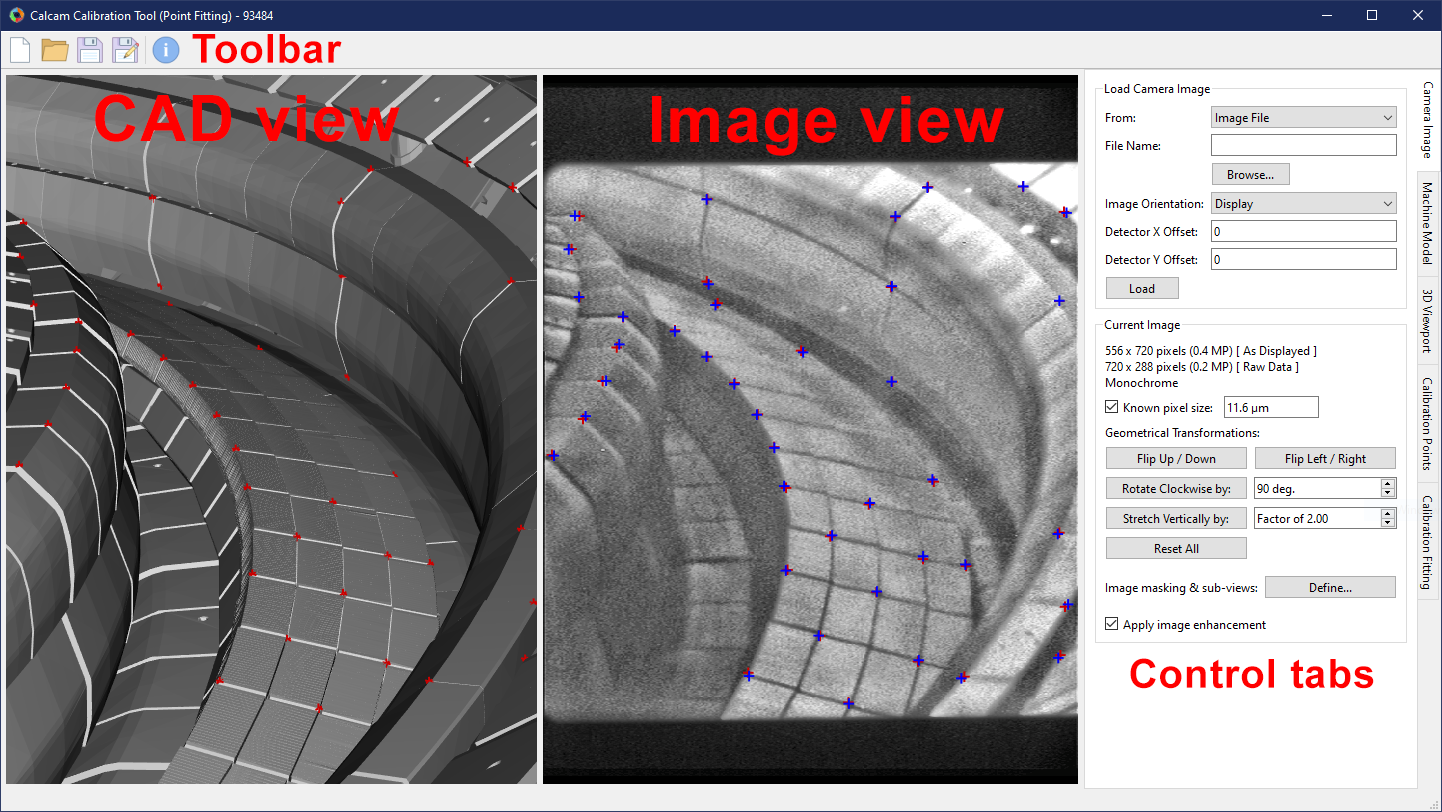 Calcam Calibration Tool (Point Fitting) - 93484
Toolbar
CAD view
Image view
Load Camera Image
From: Image File
File Name:
Browse...
Image Orientation: Display
Detector X Offset: 0
Detector Y Offset: 0
Load
Current Image
556 x 720 pixels (0.4 MP) [ As Displayed ]
720 x 288 pixels (0.2 MP) [ Raw Data ]
Monochrome
Known pixel size: 11.6 µm
Geometrical Transformations:
Flip Up / Down Flip Left / Right
Rotate Clockwise by: 90 deg.
Stretch Vertically by: Factor of 2.00
Reset All
Image masking & sub-views: Define...
Apply image enhancement
Control tabs
Camera Image
Machine Model
3D Viewport
Calibration Points
Calibration Fitting